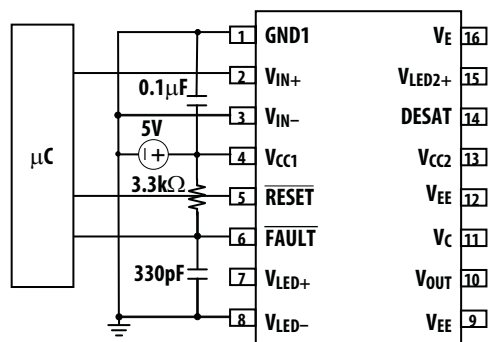 μC
0.1μF
5V
3.3kΩ
330pF
1 GND1
2 VIN+
3 VIN–
4 VCC1
5 RESET
6 FAULT
7 VLED+
8 VLED–
VE 16
VLED2+ 15
DESAT 14
VCC2 13
VEE 12
VC 11
VOUT 10
VEE 9